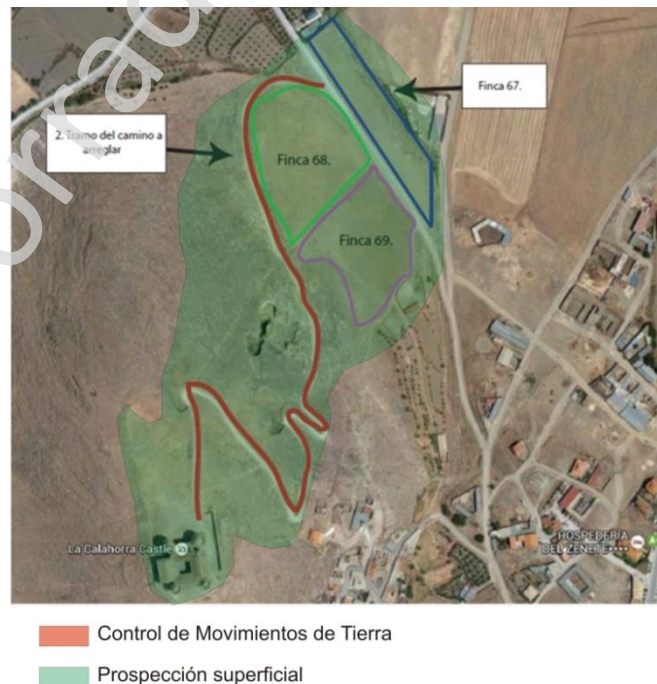 Finca 67.
2. Tramo del camino a
arreglar
Finca 68.
Finca 69.
La Calahorra Castle
HOSPEDERIA
DEL ZENETE
Control de Movimientos de Tierra
Prospección superficial